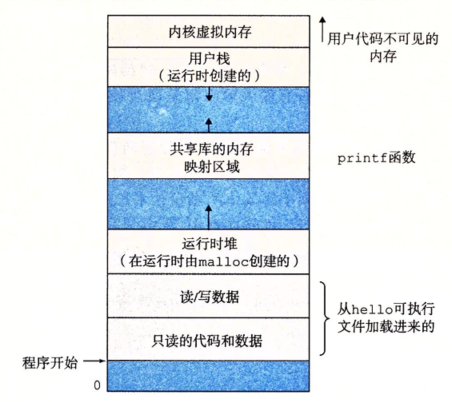 内核虚拟内存
用户代码不可见的
内存
用户栈
（运行时创建的）
共享库的内存
映射区域
printf函数
运行时堆
（在运行时由malloc创建的）
读/写数据
只读的代码和数据
从hello可执行
文件加载进来的
程序开始
0